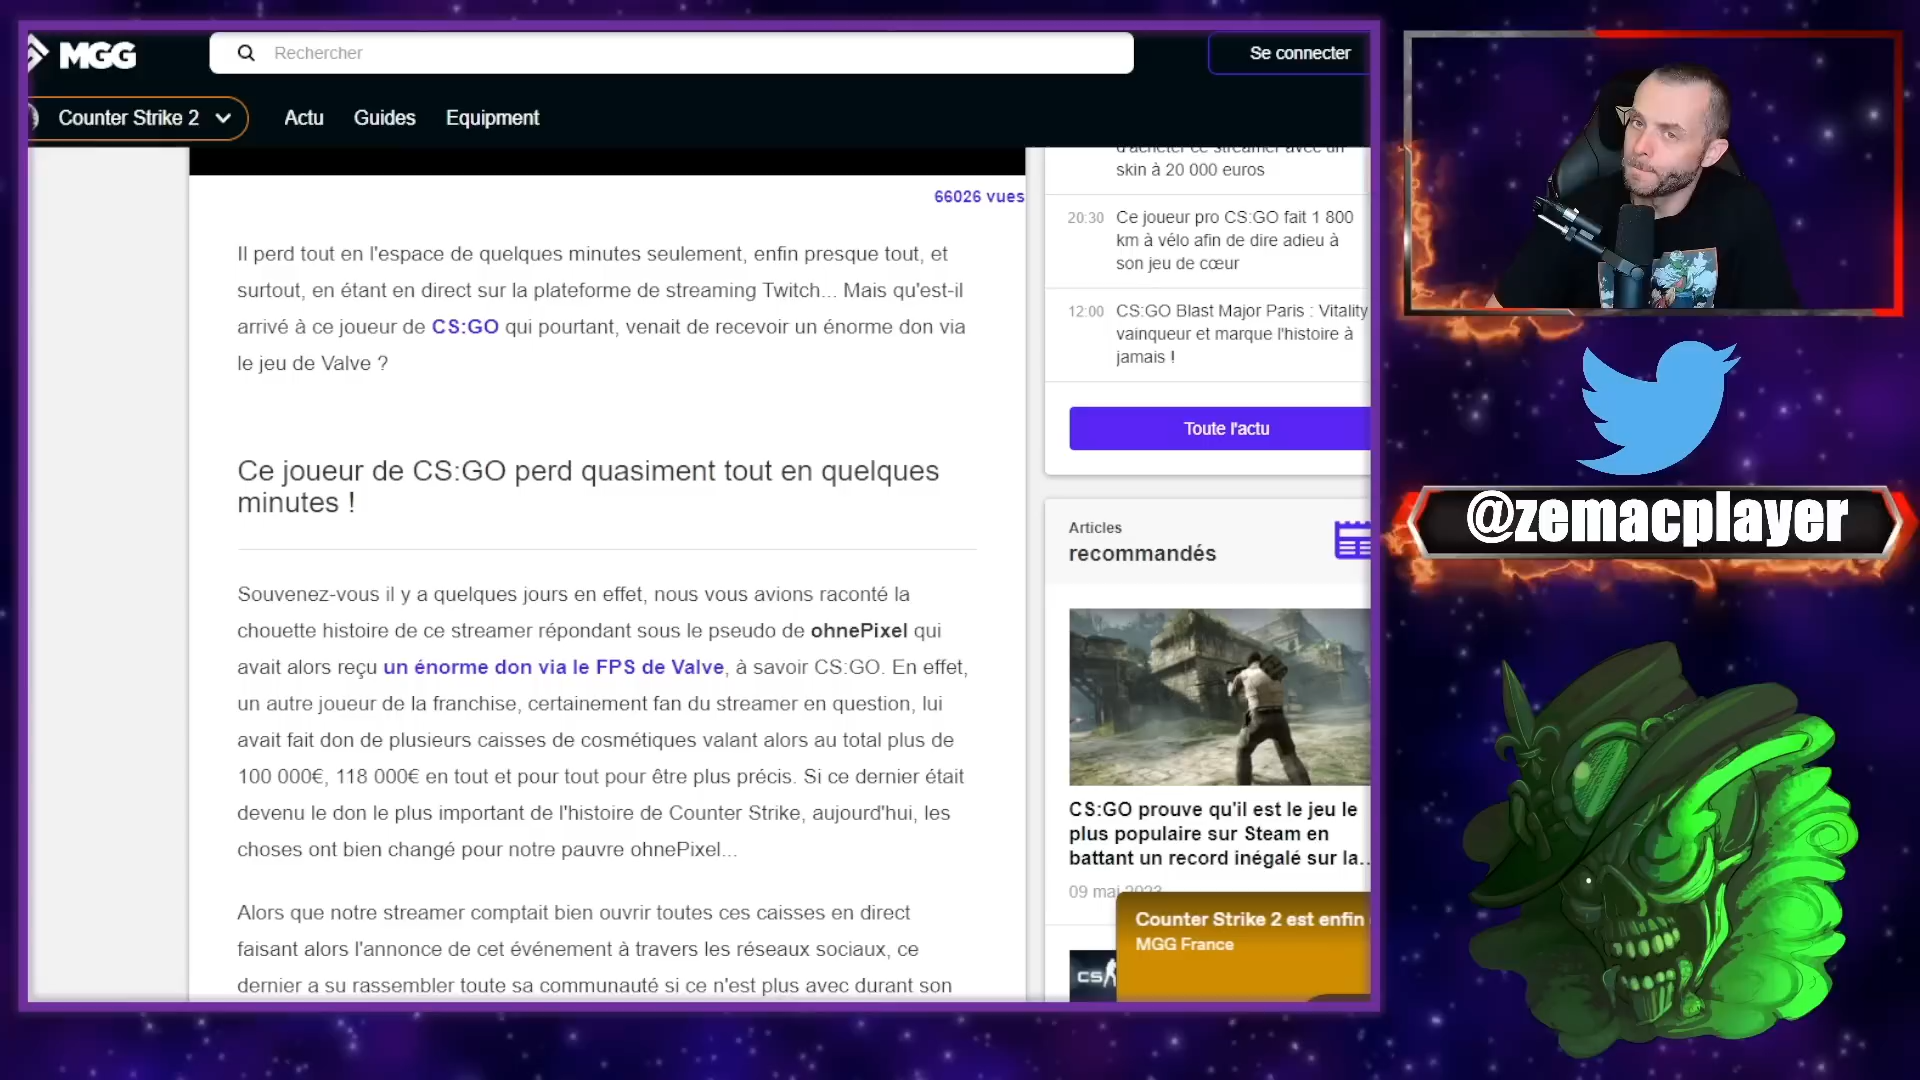 MGG
Rechercher
Se connecter
Counter Strike 2
Actu
Guides
Equipment
66026 vues
Il perd tout en l'espace de quelques minutes seulement, enfin presque tout, et
surtout, en étant en direct sur la plateforme de streaming Twitch... Mais qu'est-il
arrivé à ce joueur de CS:GO qui pourtant, venait de recevoir un énorme don via
le jeu de Valve ?
Ce joueur de CS:GO perd quasiment tout en quelques
minutes !
Souvenez-vous il y a quelques jours en effet, nous vous avions raconté la
chouette histoire de ce streamer répondant sous le pseudo de ohnePixel qui
avait alors reçu un énorme don via le FPS de Valve, à savoir CS:GO. En effet,
un autre joueur de la franchise, certainement fan du streamer en question, lui
avait fait don de plusieurs caisses de cosmétiques valant alors au total plus de
100 000€, 118 000€ en tout et pour tout pour être plus précis. Si ce dernier était
devenu le don le plus important de l'histoire de Counter Strike, aujourd'hui, les
choses ont bien changé pour notre pauvre ohnePixel...
Alors que notre streamer comptait bien ouvrir toutes ces caisses en direct
faisant alors l'annonce de cet événement à travers les réseaux sociaux, ce
dernier a su rassembler toute sa communauté si ce n'est plus avec durant son
d'acheter ce streamer avec un
skin à 20 000 euros
20:30 Ce joueur pro CS:GO fait 1 800
km à vélo afin de dire adieu à
son jeu de cœur
12:00 CS:GO Blast Major Paris : Vitality
vainqueur et marque l'histoire à
jamais !
Toute l'actu
Articles
recommandés
CS:GO prouve qu'il est le jeu le
plus populaire sur Steam en
battant un record inégalé sur la...
09 mai 2023
Counter Strike 2 est enfin
MGG France
CS
@zemacplayer